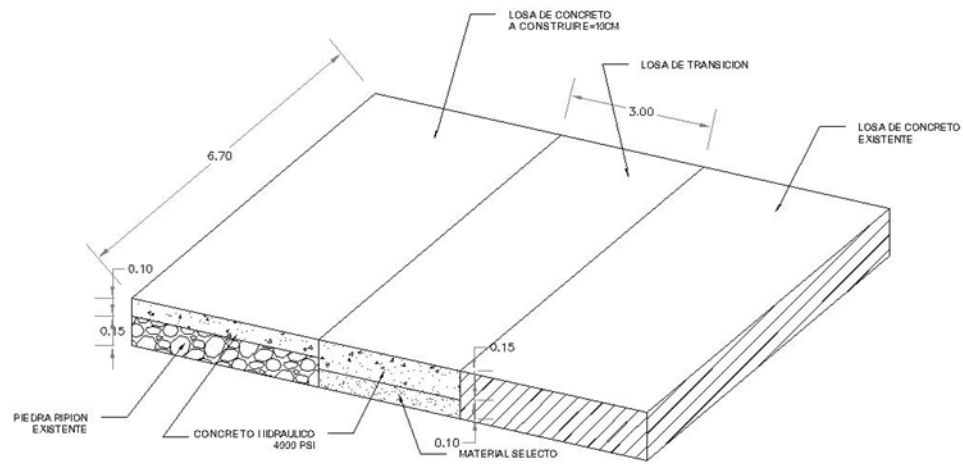 LOSA DE CONCRETO
A CONSTRUIRE=10CM
LOSA DE TRANSICION
3.00
LOSA DE CONCRETO
EXISTENTE
6.70
0.10
0.15
0.15
PIEDRA RIPION
EXISTENTE
CONCRETO HIDRAULICO
4000 PSI
0.10
MATERIAL SELECTO